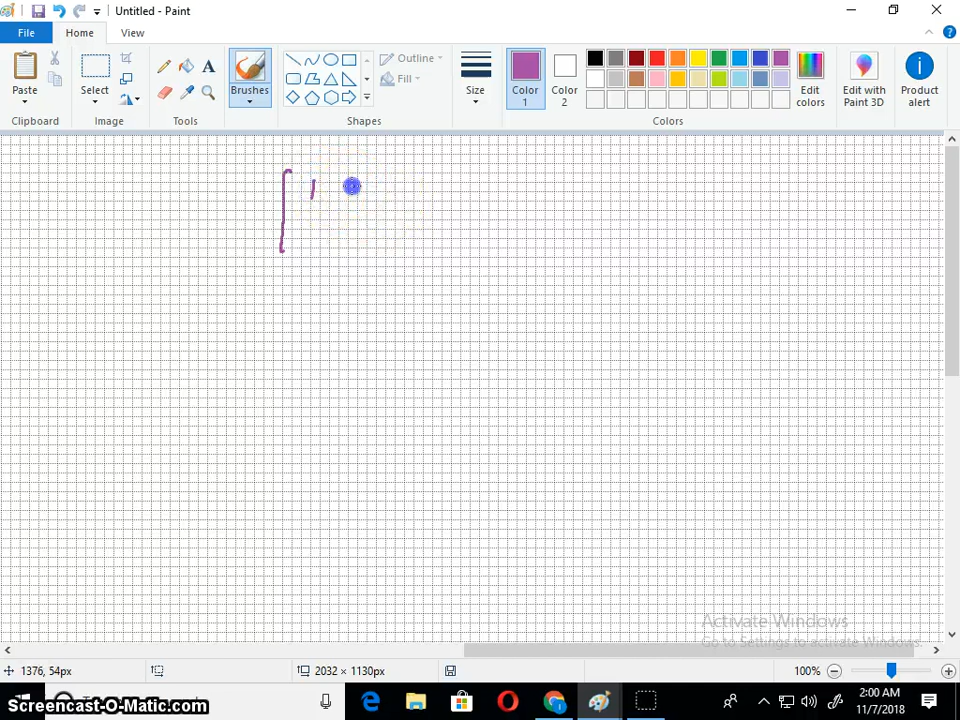 Untitled - Paint
File
Home
View
Paste
Select
Brushes
Outline
Fill
Size
Color 1
Color 2
Edit colors
Edit with Paint 3D
Product alert
Clipboard
Image
Tools
Shapes
Colors
[ 1
Activate Windows
Go to Settings to activate Windows.
1376, 54px
2032 × 1130px
100%
2:00 AM
11/7/2018
Screencast-O-Matic.com